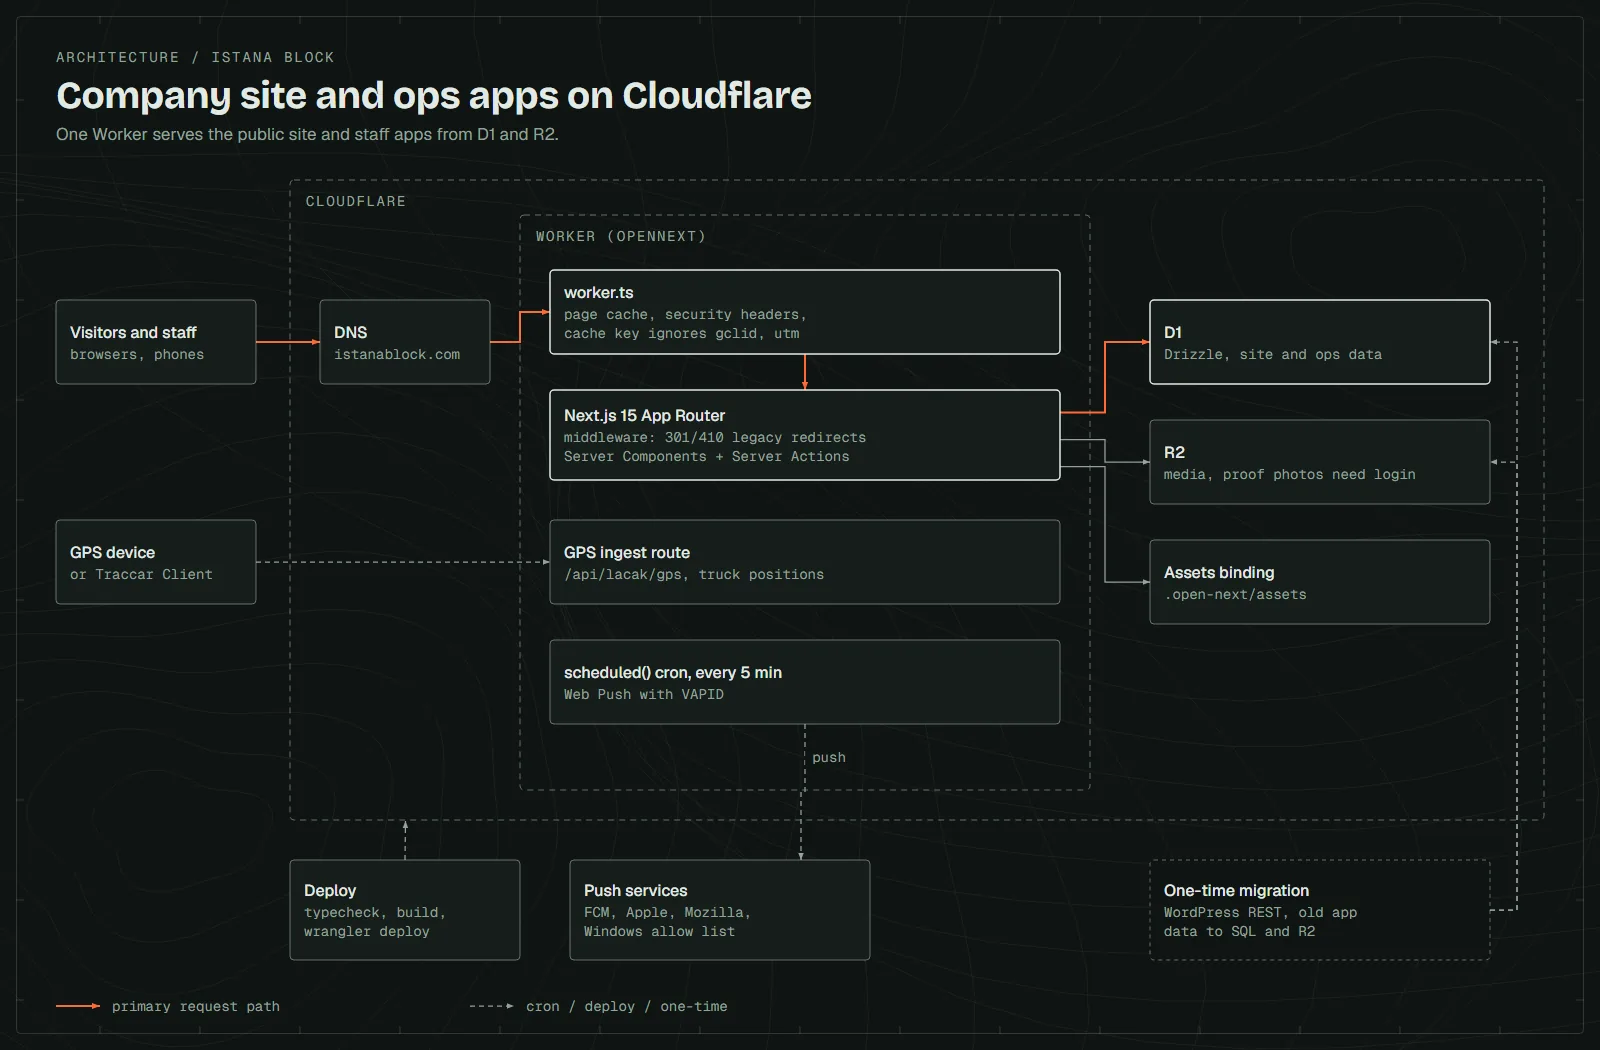 ARCHITECTURE / ISTANA BLOCK
Company site and ops apps on Cloudflare
One Worker serves the public site and staff apps from D1 and R2.
CLOUDFLARE
WORKER (OPENNEXT)
worker.ts
page cache, security headers,
cache key ignores gclid, utm
Visitors and staff
browsers, phones
DNS
istanablock.com
D1
Drizzle, site and ops data
Next.js 15 App Router
middleware: 301/410 legacy redirects
Server Components + Server Actions
R2
media, proof photos need login
GPS device
or Traccar Client
GPS ingest route
/api/lacak/gps, truck positions
Assets binding
.open-next/assets
scheduled() cron, every 5 min
Web Push with VAPID
push
Deploy
typecheck, build,
wrangler deploy
Push services
FCM, Apple, Mozilla,
Windows allow list
One-time migration
WordPress REST, old app
data to SQL and R2
primary request path
cron / deploy / one-time